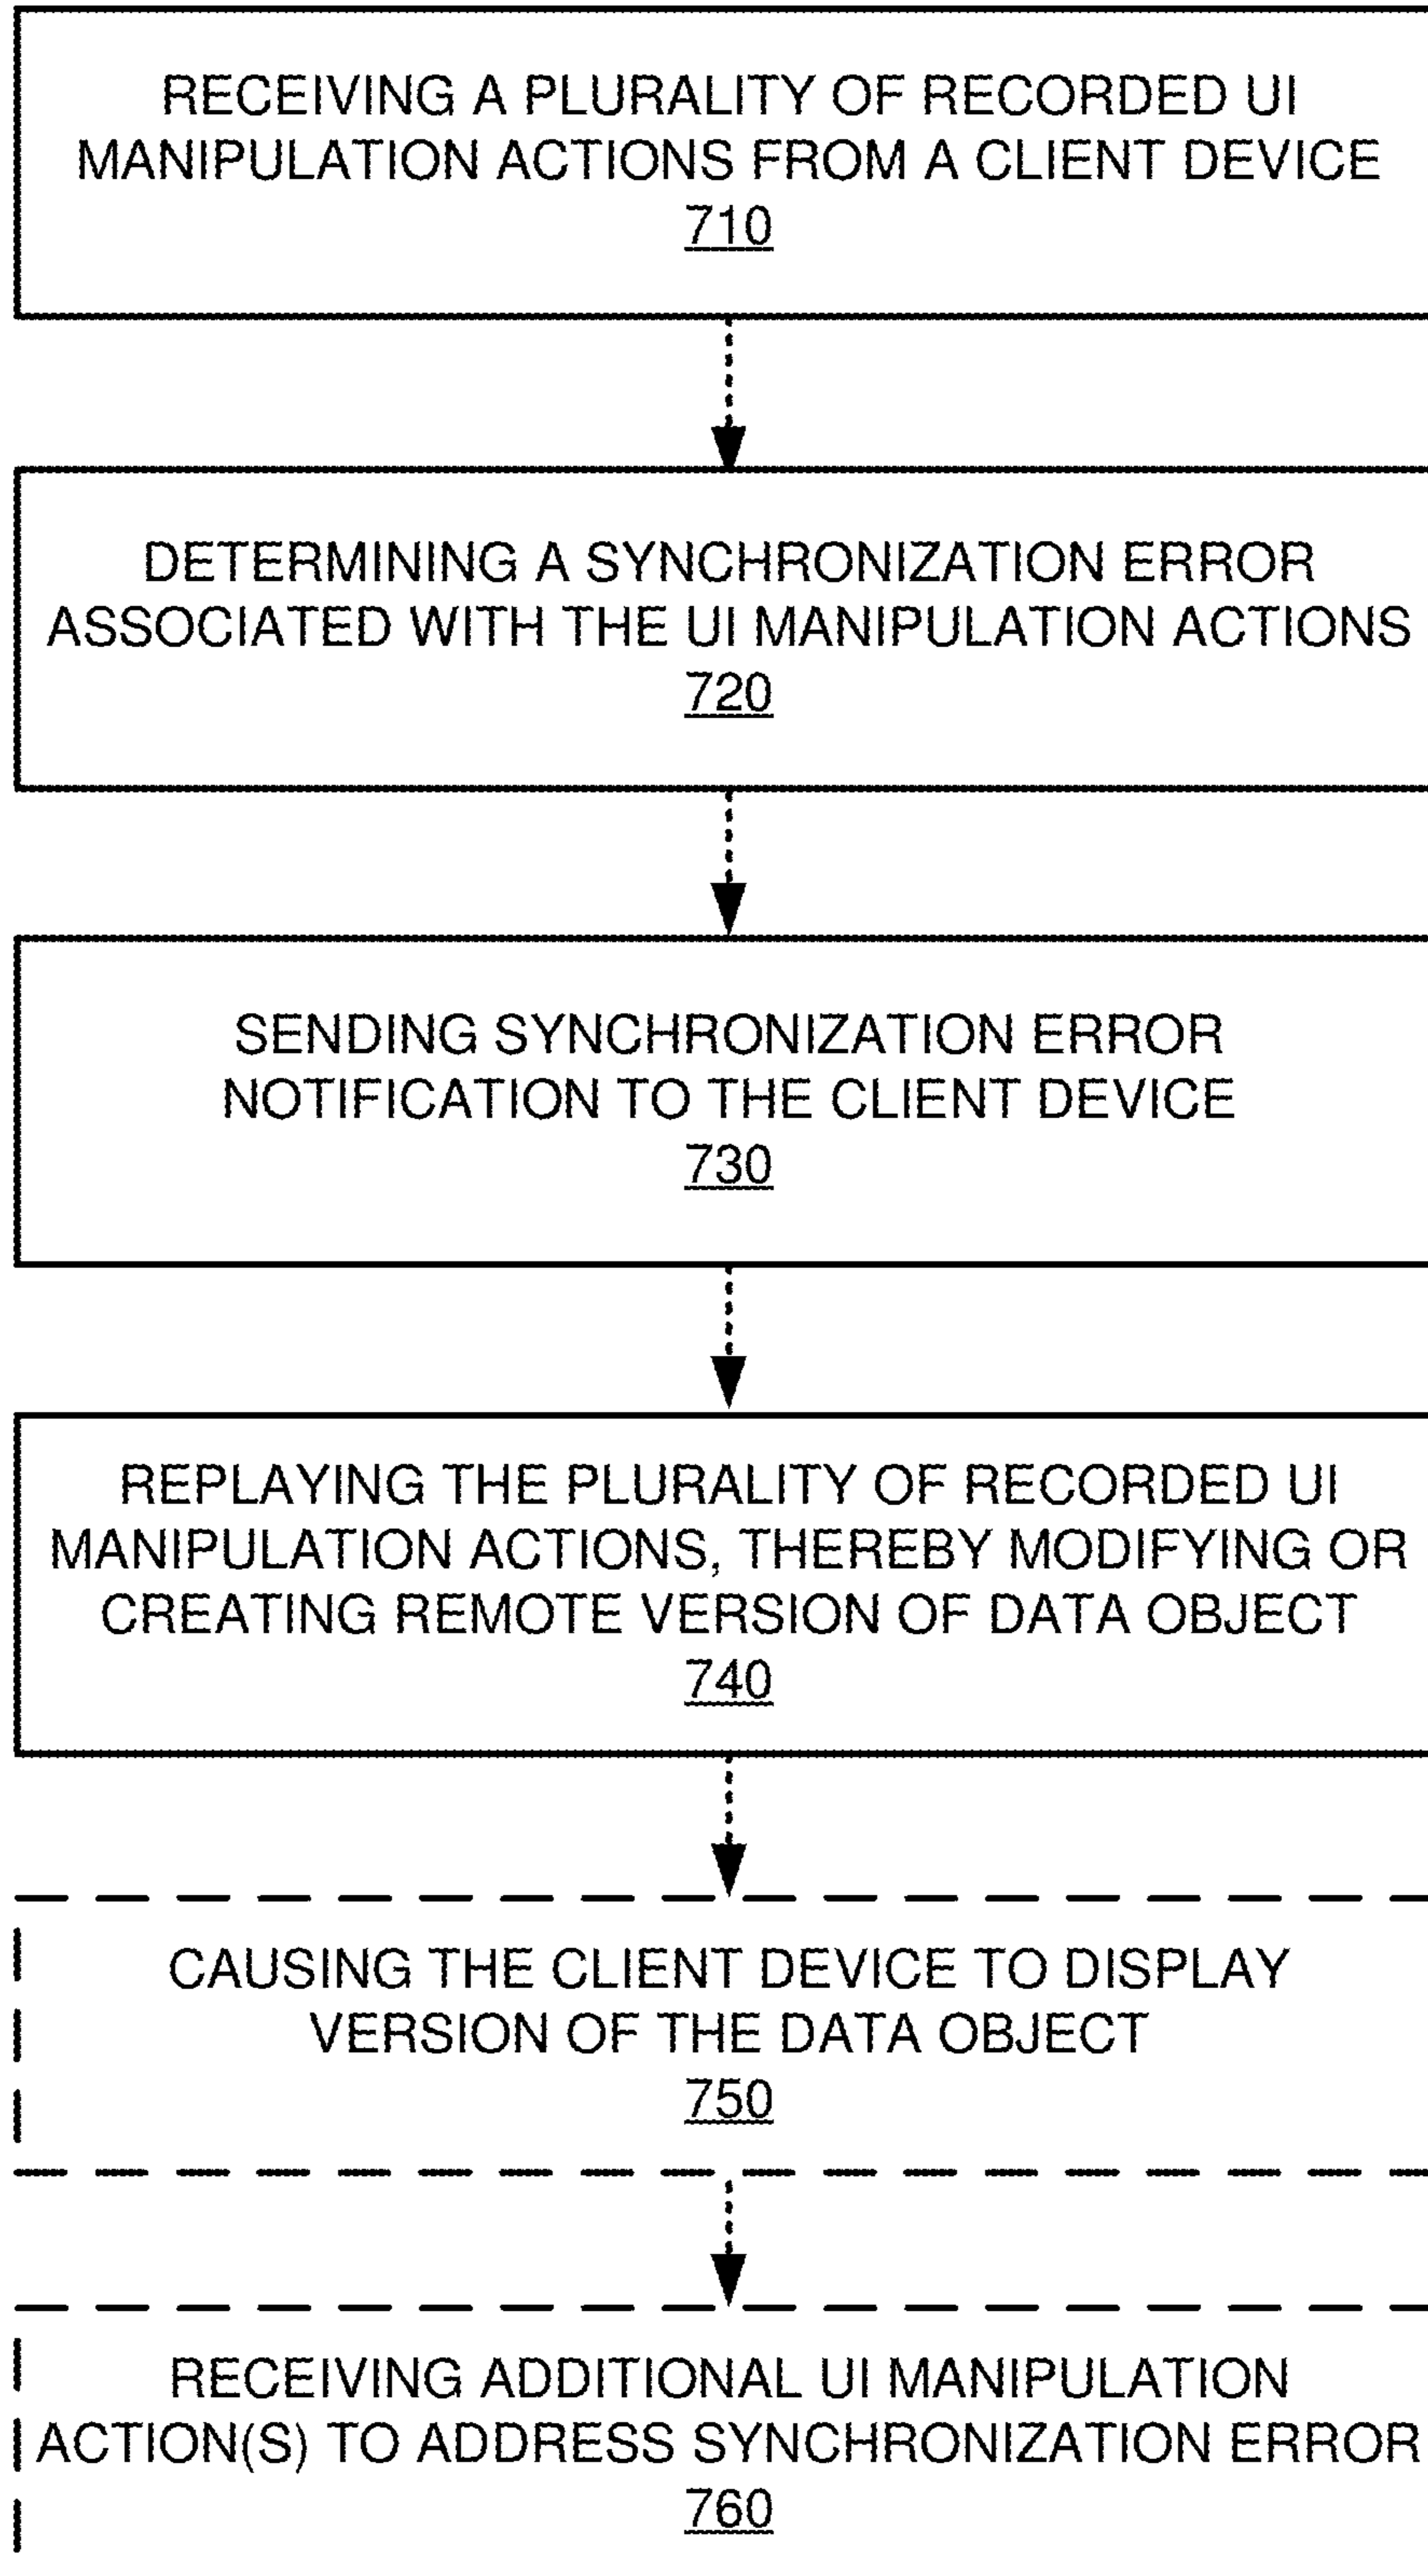 RECEIVING A PLURALITY OF RECORDED UI
MANIPULATION ACTIONS FROM A CLIENT DEVICE
710
DETERMINING A SYNCHRONIZATION ERROR
ASSOCIATED WITH THE UI MANIPULATION ACTIONS
720
SENDING SYNCHRONIZATION ERROR
NOTIFICATION TO THE CLIENT DEVICE
730
REPLAYING THE PLURALITY OF RECORDED UI
MANIPULATION ACTIONS, THEREBY MODIFYING OR
CREATING REMOTE VERSION OF DATA OBJECT
740
CAUSING THE CLIENT DEVICE TO DISPLAY
VERSION OF THE DATA OBJECT
750
RECEIVING ADDITIONAL UI MANIPULATION
ACTION(S) TO ADDRESS SYNCHRONIZATION ERROR
760